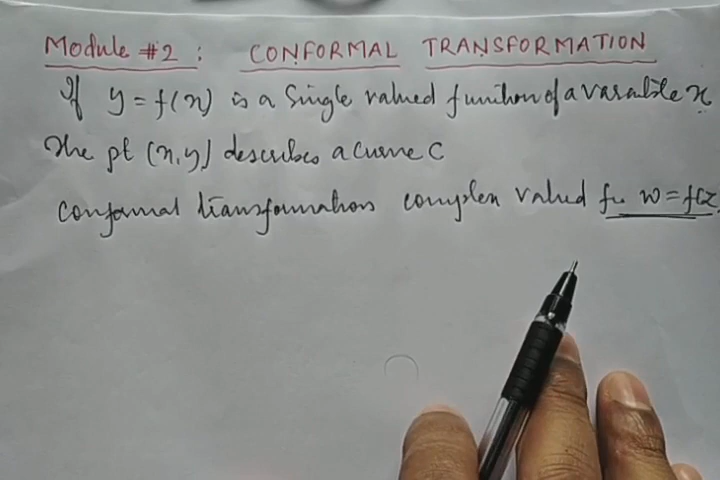 Module #2 : CONFORMAL TRANSFORMATION
If y = f(x) is a single valued function of a variable x
The pt (x, y) describes a curve C
conformal transformation complex valued fn w = f(z